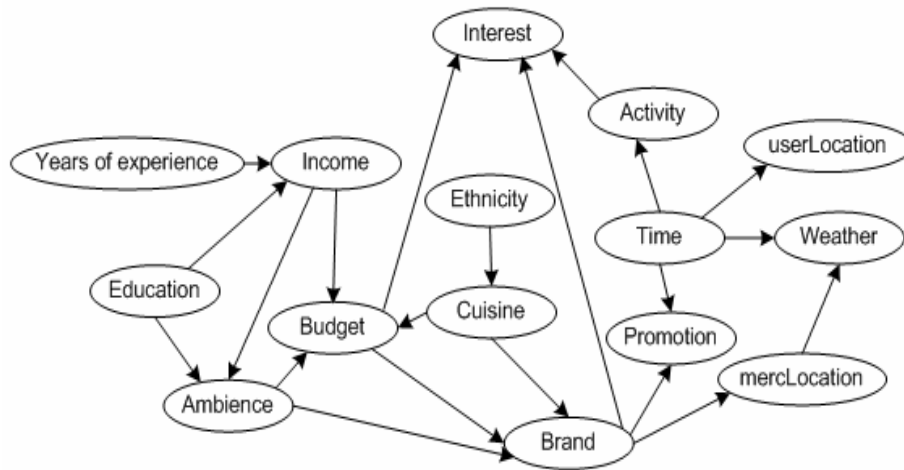 Interest
Activity
Years of experience
Income
userLocation
Ethnicity
Time
Weather
Education
Budget
Cuisine
Promotion
mercLocation
Ambience
Brand